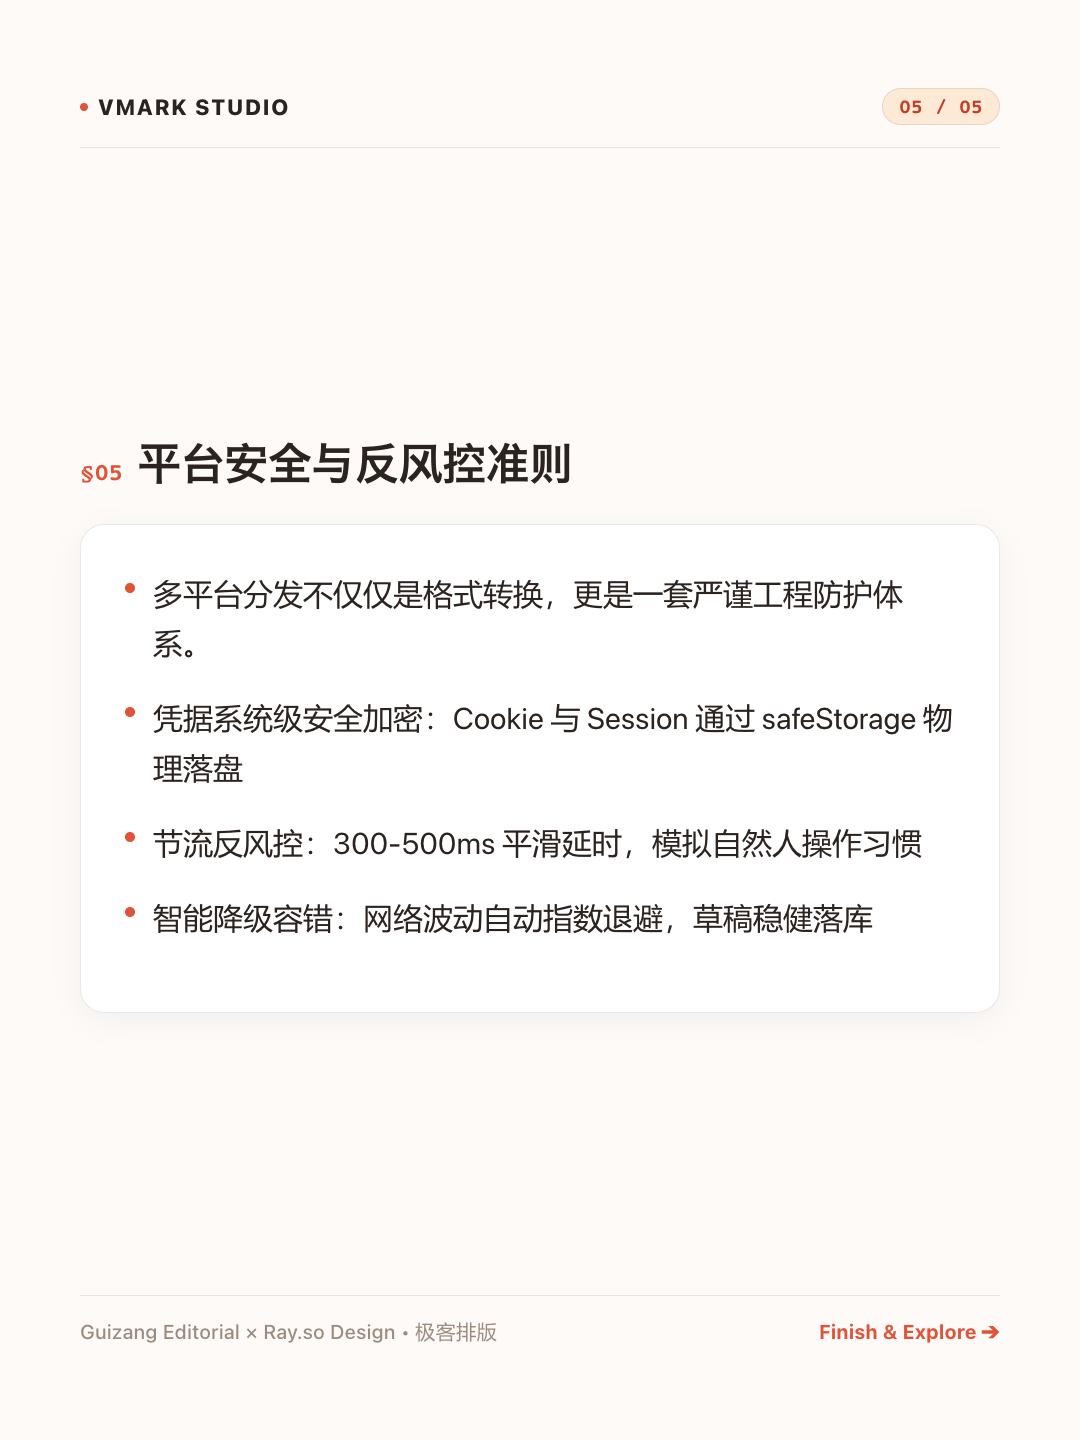 VMARK STUDIO
05 / 05
§05 平台安全与反风控准则
• 多平台分发不仅仅是格式转换，更是一套严谨工程防护体
系。
• 凭据系统级安全加密：Cookie 与 Session 通过 safeStorage 物
理落盘
• 节流反风控：300-500ms 平滑延时，模拟自然人操作习惯
• 智能降级容错：网络波动自动指数退避，草稿稳健落库
Guizang Editorial × Ray.so Design • 极客排版
Finish & Explore ➔